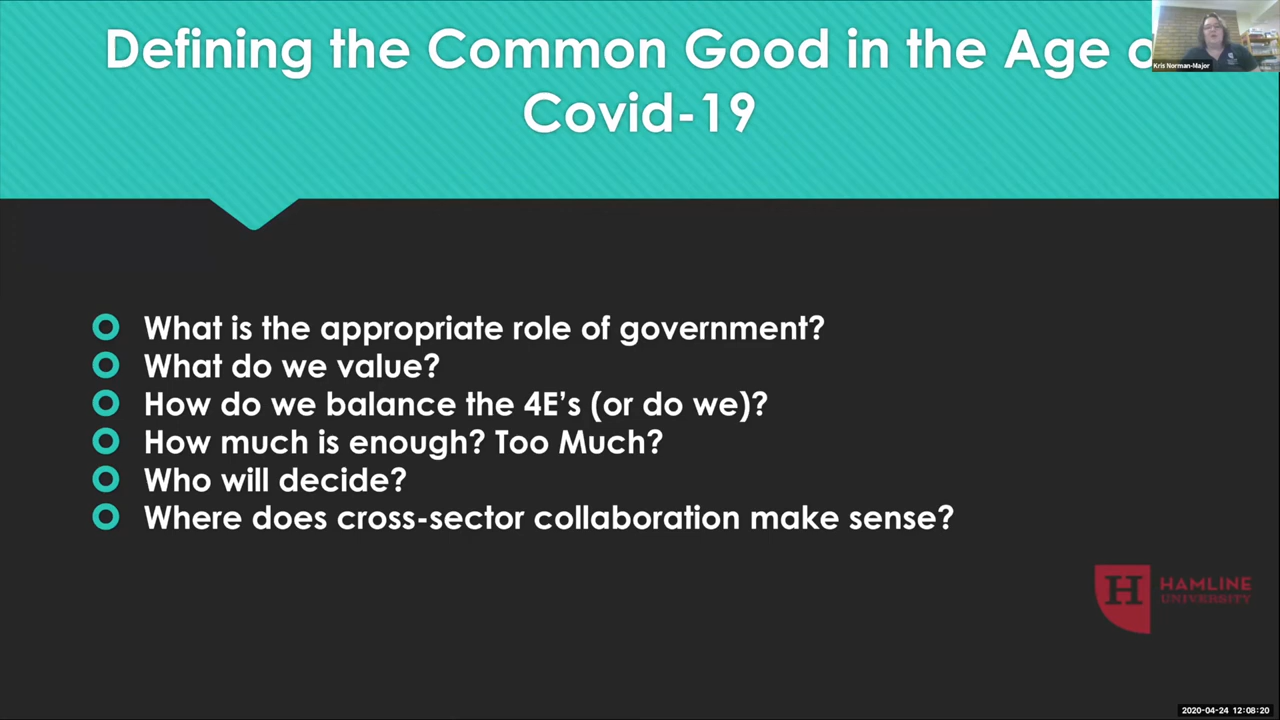 Defining the Common Good in the Age o
Covid-19
Kris Norman-Major
What is the appropriate role of government?
What do we value?
How do we balance the 4E's (or do we)?
How much is enough? Too Much?
Who will decide?
Where does cross-sector collaboration make sense?
H
HAMLINE
UNIVERSITY
2020-04-24 12:08:20